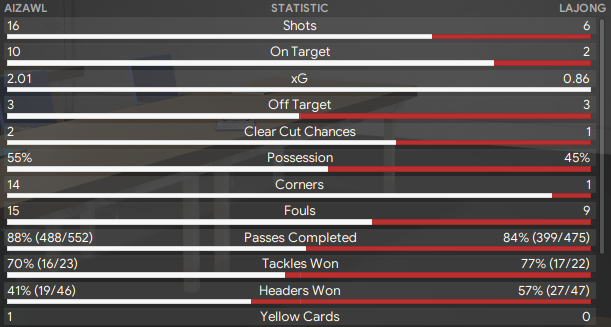 AIZAWL STATISTIC LAJONG
16 Shots 6
10 On Target 2
2.01 xG 0.86
3 Off Target 3
2 Clear Cut Chances 1
55% Possession 45%
14 Corners 1
15 Fouls 9
88% (488/552) Passes Completed 84% (399/475)
70% (16/23) Tackles Won 77% (17/22)
41% (19/46) Headers Won 57% (27/47)
1 Yellow Cards 0